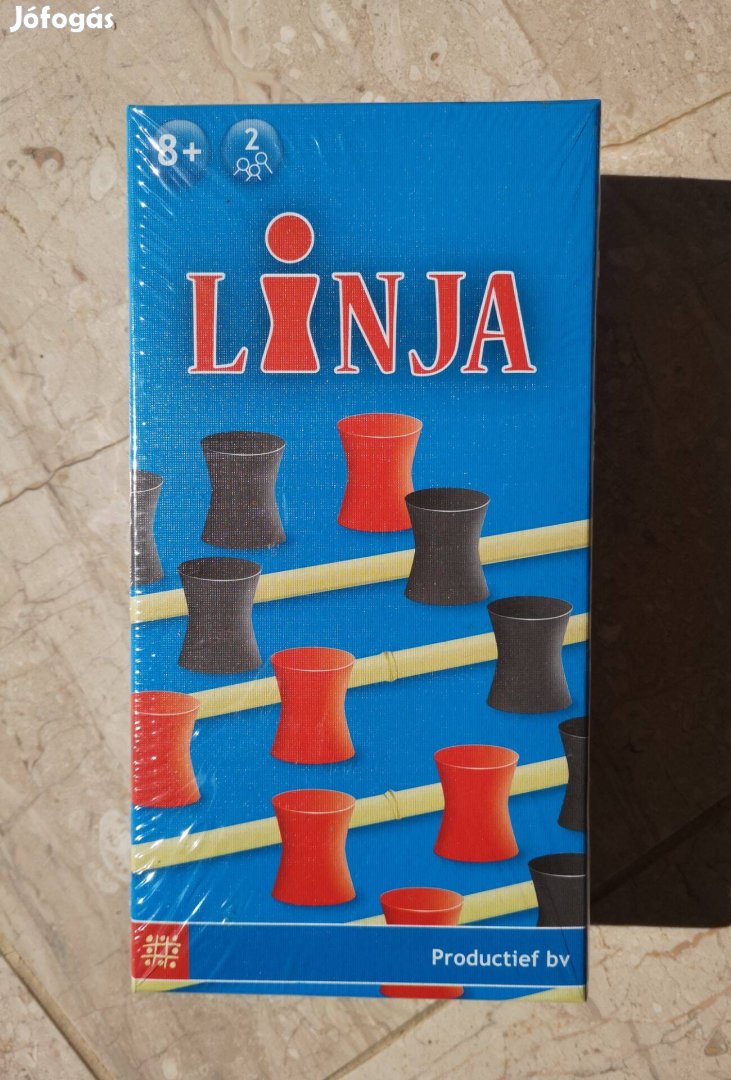 Jófogás
8+
2
LiNJA
Productief bv